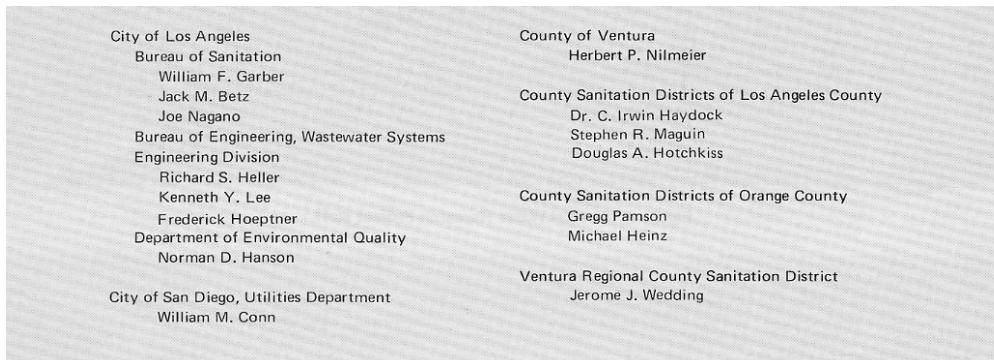 City of Los Angeles
Bureau of Sanitation
William F. Garber
Jack M. Betz
Joe Nagano
Bureau of Engineering, Wastewater Systems
Engineering Division
Richard S. Heller
Kenneth Y. Lee
Frederick Hoeptner
Department of Environmental Quality
Norman D. Hanson
City of San Diego, Utilities Department
William M. Conn
County of Ventura
Herbert P. Nilmeier
County Sanitation Districts of Los Angeles County
Dr. C. Irwin Haydock
Stephen R. Maguin
Douglas A. Hotchkiss
County Sanitation Districts of Orange County
Gregg Pamson
Michael Heinz
Ventura Regional County Sanitation District
Jerome J. Wedding